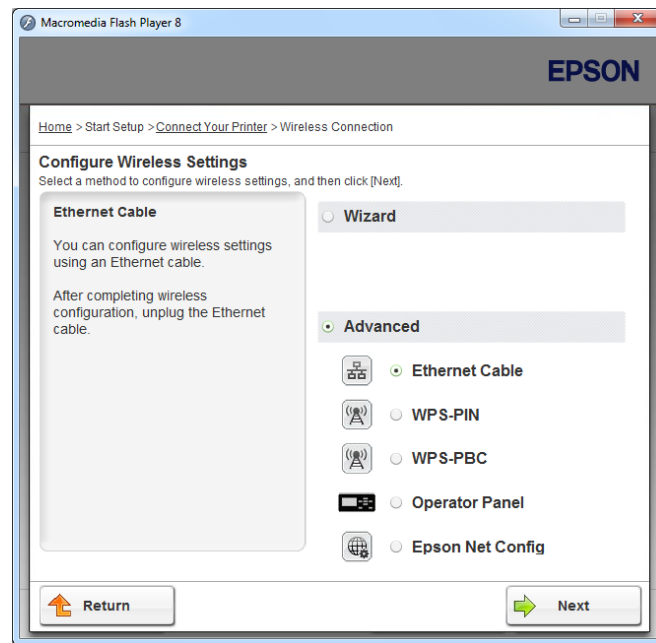 Macromedia Flash Player 8
EPSON
Home > Start Setup > Connect Your Printer > Wireless Connection
Configure Wireless Settings
Select a method to configure wireless settings, and then click [Next].
Ethernet Cable
You can configure wireless settings
using an Ethernet cable.
After completing wireless
configuration, unplug the Ethernet
cable.
Wizard
Advanced
Ethernet Cable
WPS-PIN
WPS-PBC
Operator Panel
Epson Net Config
Return
Next